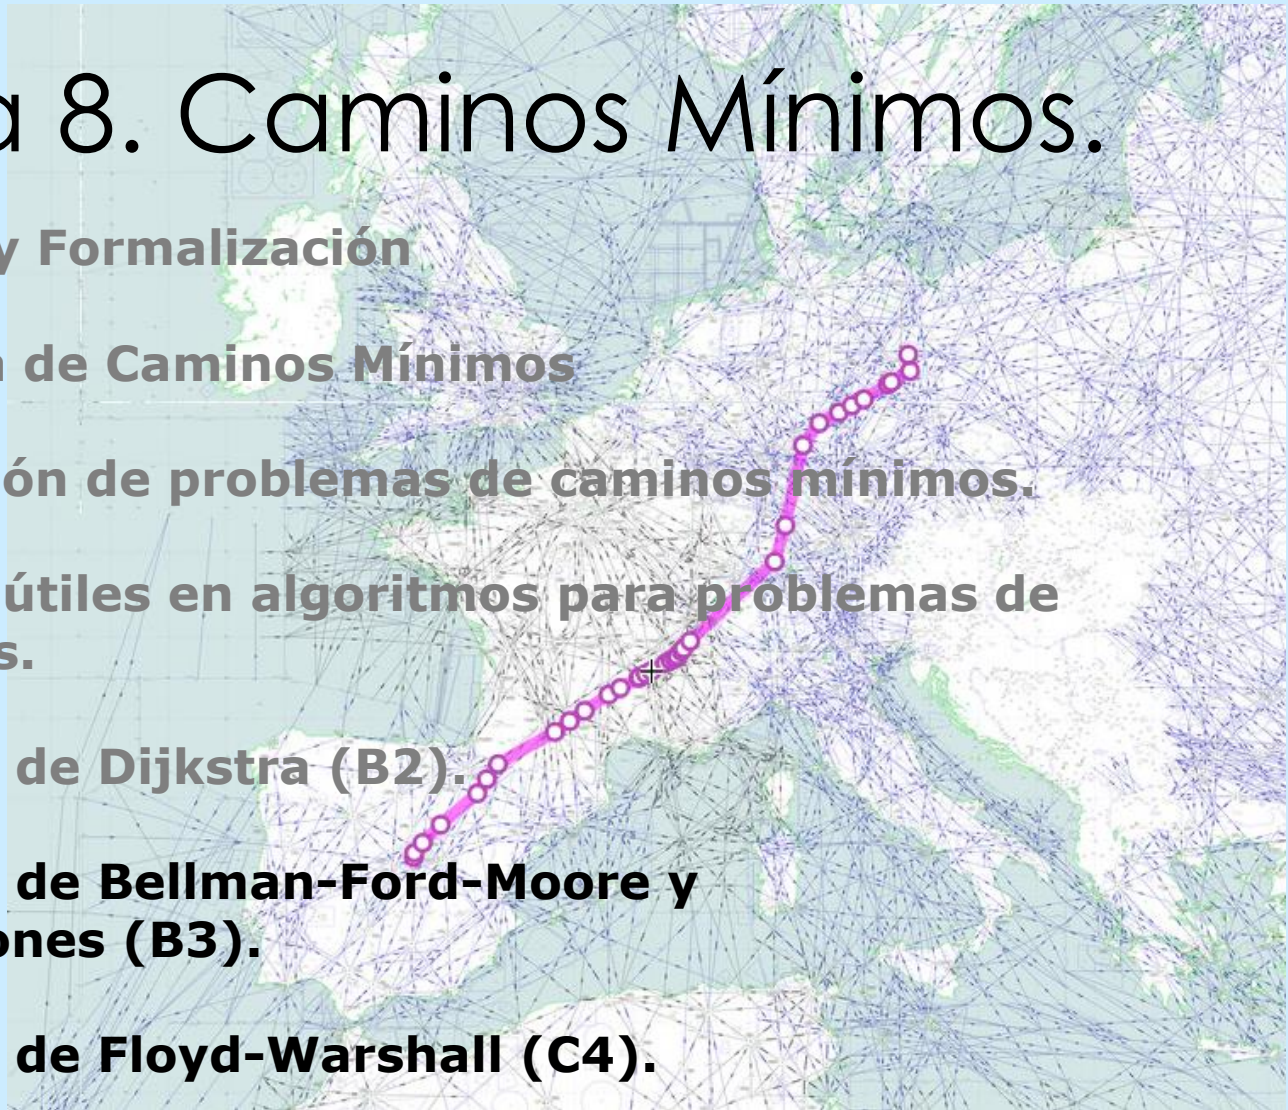 a 8. Caminos Mínimos.
y Formalización
de Caminos Mínimos
ón de problemas de caminos mínimos.
útiles en algoritmos para problemas de
s.
de Dijkstra (B2).
de Bellman-Ford-Moore y
ones (B3).
de Floyd-Warshall (C4).